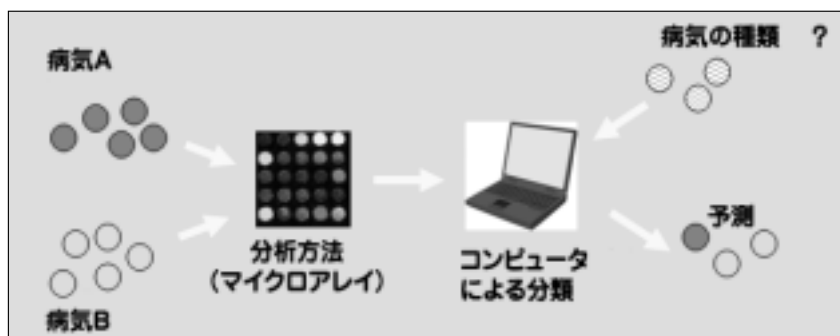 病気A
病気の種類　?
分析方法
(マイクロアレイ)
コンピュータ
による分類
予測
病気B